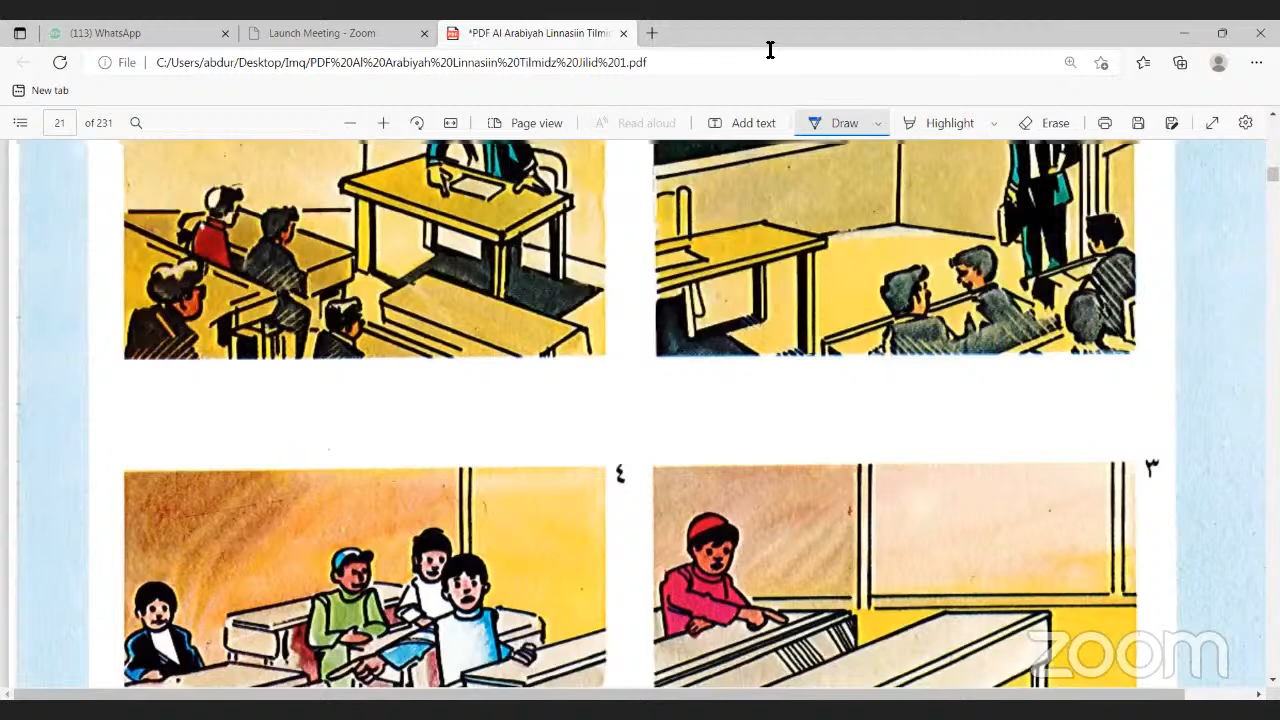 (113) WhatsApp
Launch Meeting - Zoom
*PDF Al Arabiyah Linnasiin Tilmi
File
C:/Users/abdur/Desktop/lmq/PDF%20Al%20Arabiyah%20Linnasiin%20Tilmidz%20Jilid%201.pdf
New tab
21 of 231
Page view
Read aloud
Add text
Draw
Highlight
Erase
٤
٣
zoom